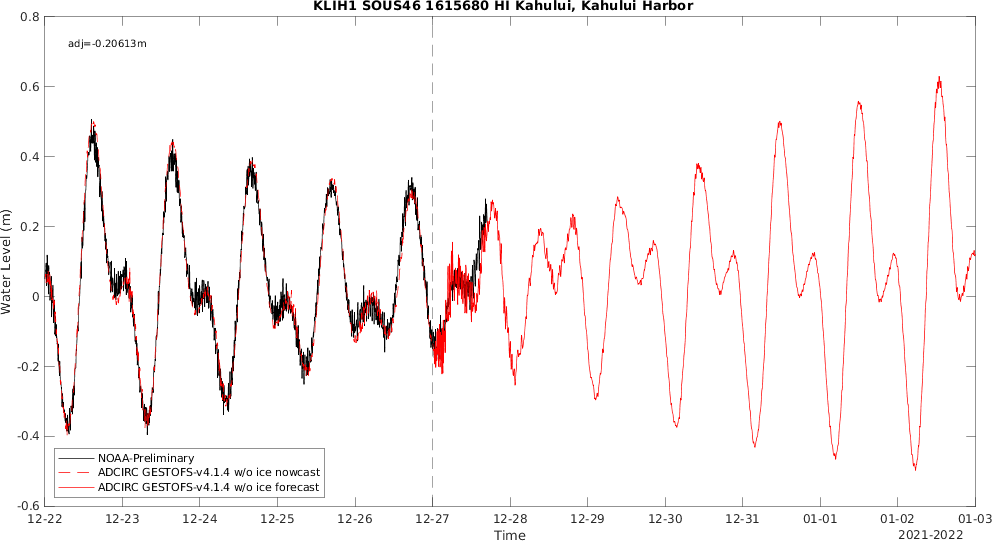 KLIH1 SOUS46 1615680 HI Kahului, Kahului Harbor
adj=-0.20613m
Water Level (m)
0.8
0.6
0.4
0.2
0
-0.2
-0.4
-0.6
NOAA-Preliminary
ADCIRC GESTOFS-v4.1.4 w/o ice nowcast
ADCIRC GESTOFS-v4.1.4 w/o ice forecast
12-22 12-23 12-24 12-25 12-26 12-27 12-28 12-29 12-30 12-31 01-01 01-02 01-03
Time
2021-2022